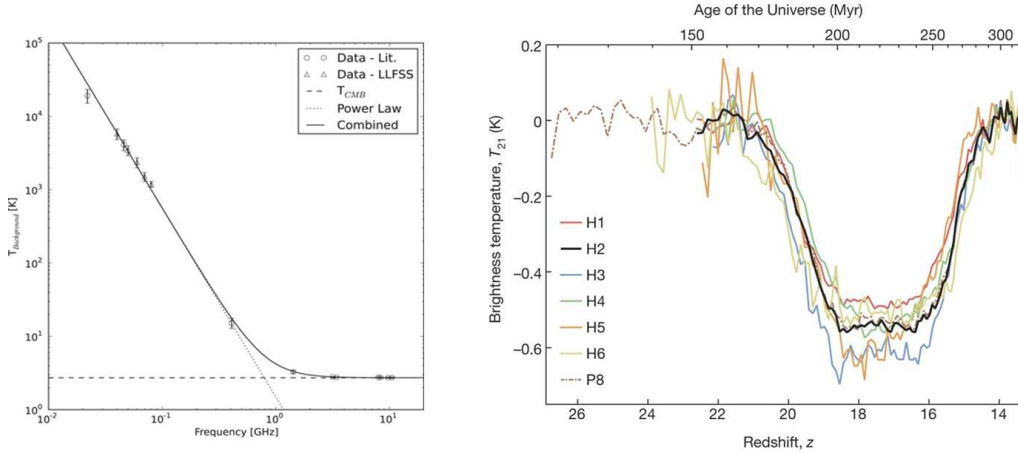 10^5
10^4
10^3
10^2
10^1
10^0
T_Background [K]
Data - Lit.
Data - LLFSS
T_CMB
Power Law
Combined
10^-2
10^-1
10^0
10^1
Frequency [GHz]
Age of the Universe (Myr)
150
200
250
300
0.2
0
−0.2
−0.4
−0.6
Brightness temperature, T_21 (K)
H1
H2
H3
H4
H5
H6
P8
26
24
22
20
18
16
14
Redshift, z